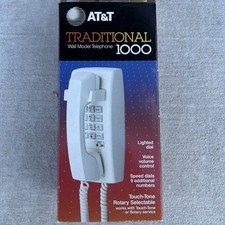 AT&T
TRADITIONAL
Wall Model Telephone 1000
Lighted
dial
Voice
volume
control
Speed dials
9 additional
numbers
Touch-Tone
Rotary Selectable
works with Touch-Tone
or Rotary service